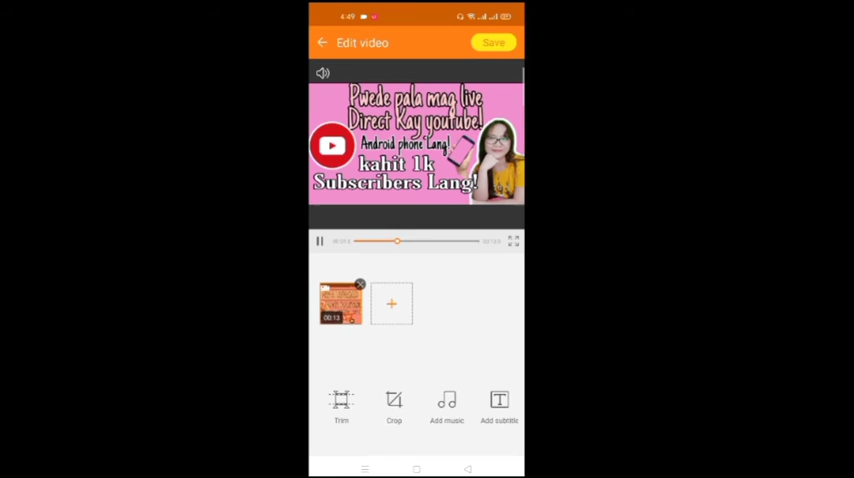 4:49
Edit video
Save
Pwede pala mag live
Direct Kay youtube!
Android phone Lang!
kahit 1k
Subscribers Lang!
00:13
Trim
Crop
Add music
Add subtitle